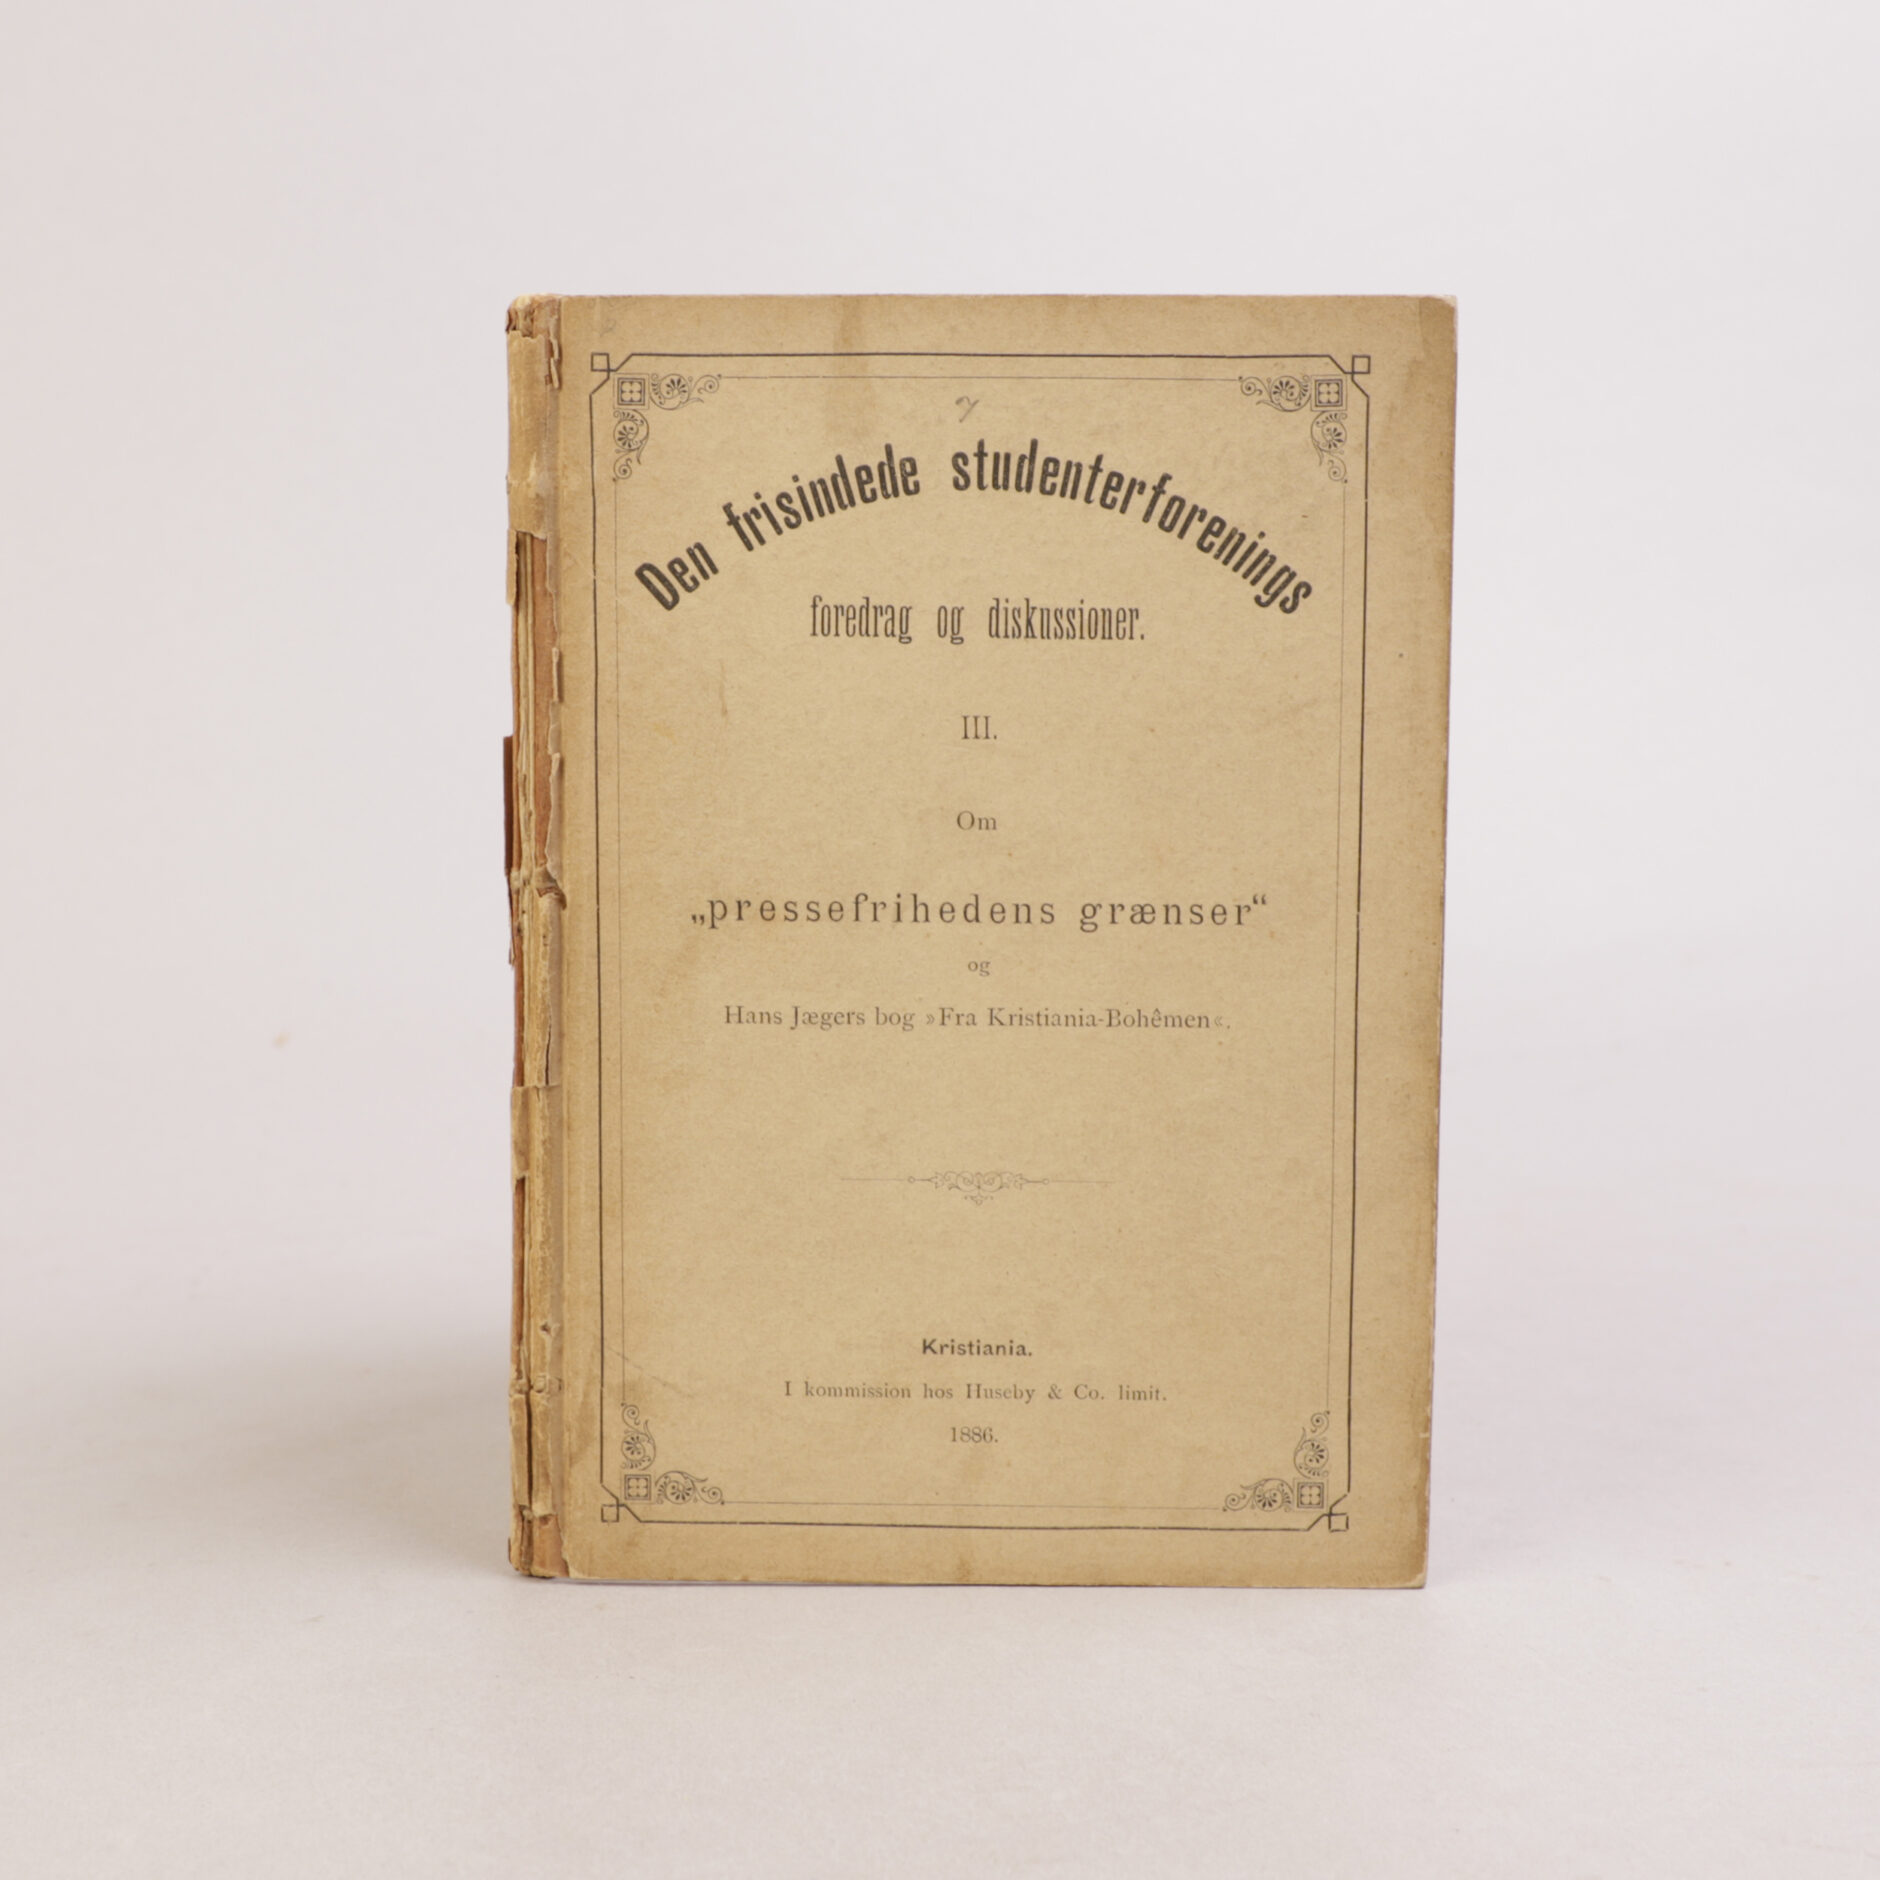 Den frisindede studenterforenings
foredrag og diskussioner.
III.
Om
„pressefrihedens grænser“
og
Hans Jægers bog »Fra Kristiania-Bohêmen«.
Kristiania.
I kommission hos Huseby & Co. limit.
1886.